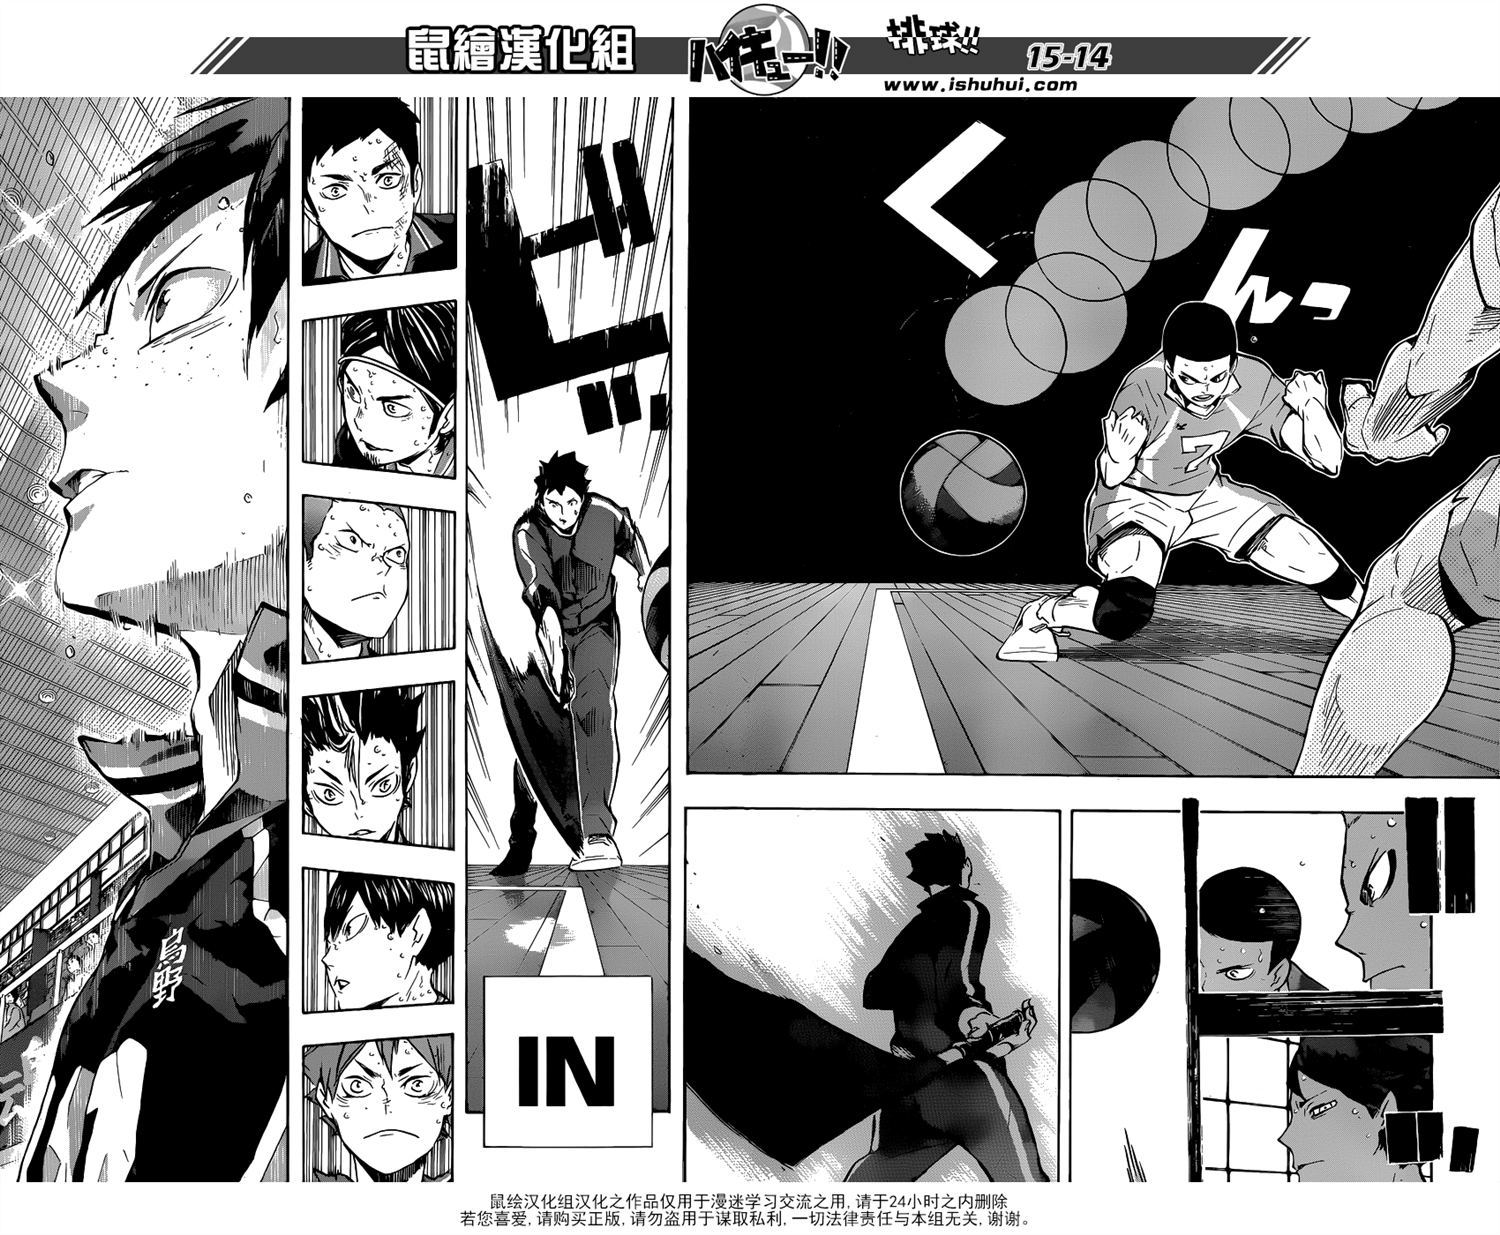 鼠繪漢化組
ハイキュー!!
排球!!
15-14
www.ishuhui.com
くんっ
ビビッ
7
烏野
IN
鼠绘汉化组汉化之作品仅用于漫迷学习交流之用,请于24小时之内删除
若您喜爱,请购买正版,请勿盗用于谋取私利,一切法律责任与本组无关,谢谢。